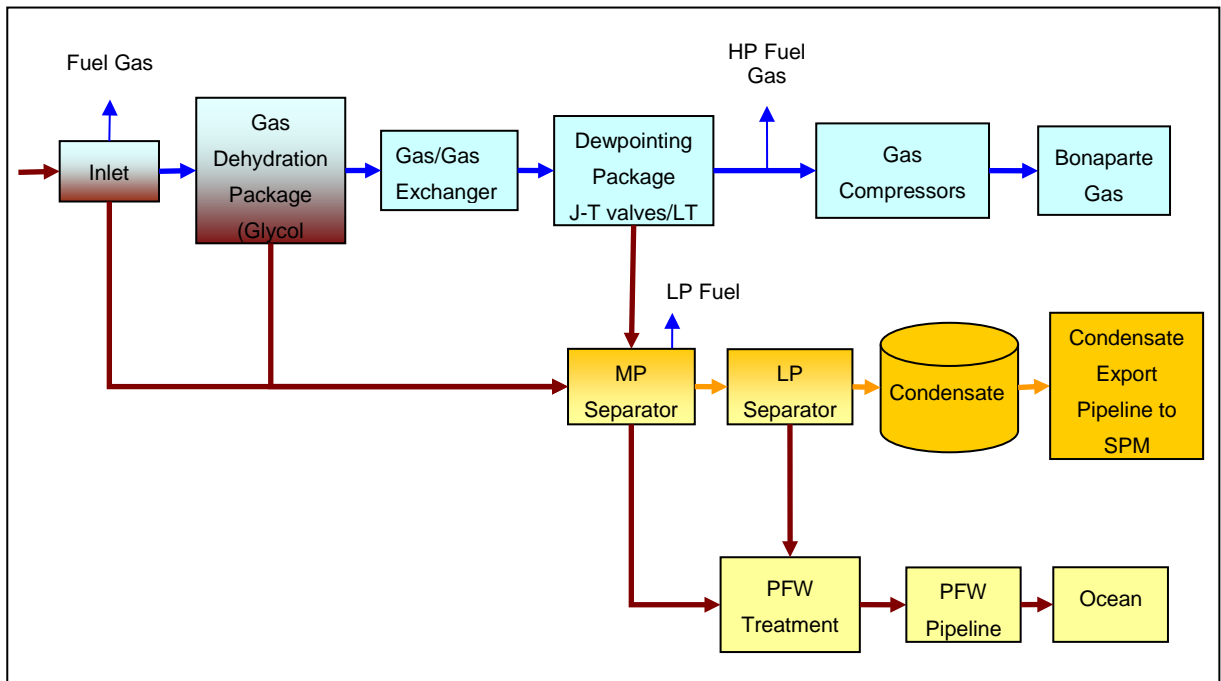 Fuel Gas
HP Fuel
Gas
Inlet
Gas
Dehydration
Package
(Glycol
Gas/Gas
Exchanger
Dewpointing
Package
J-T valves/LT
Gas
Compressors
Bonaparte
Gas
LP Fuel
MP
Separator
LP
Separator
Condensate
Condensate
Export
Pipeline to
SPM
PFW
Treatment
PFW
Pipeline
Ocean